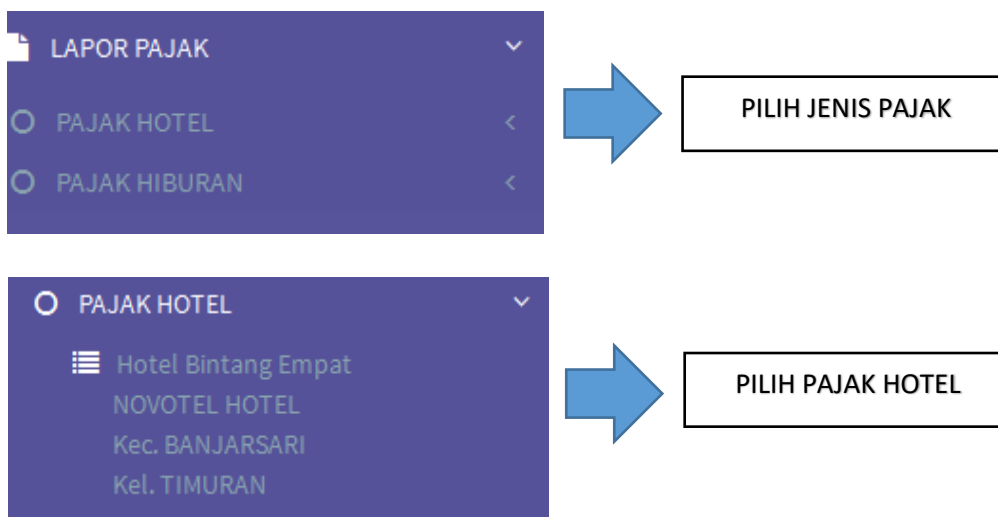 LAPOR PAJAK
PAJAK HOTEL
PAJAK HIBURAN
PILIH JENIS PAJAK
PAJAK HOTEL
Hotel Bintang Empat
NOVOTEL HOTEL
Kec. BANJARSARI
Kel. TIMURAN
PILIH PAJAK HOTEL